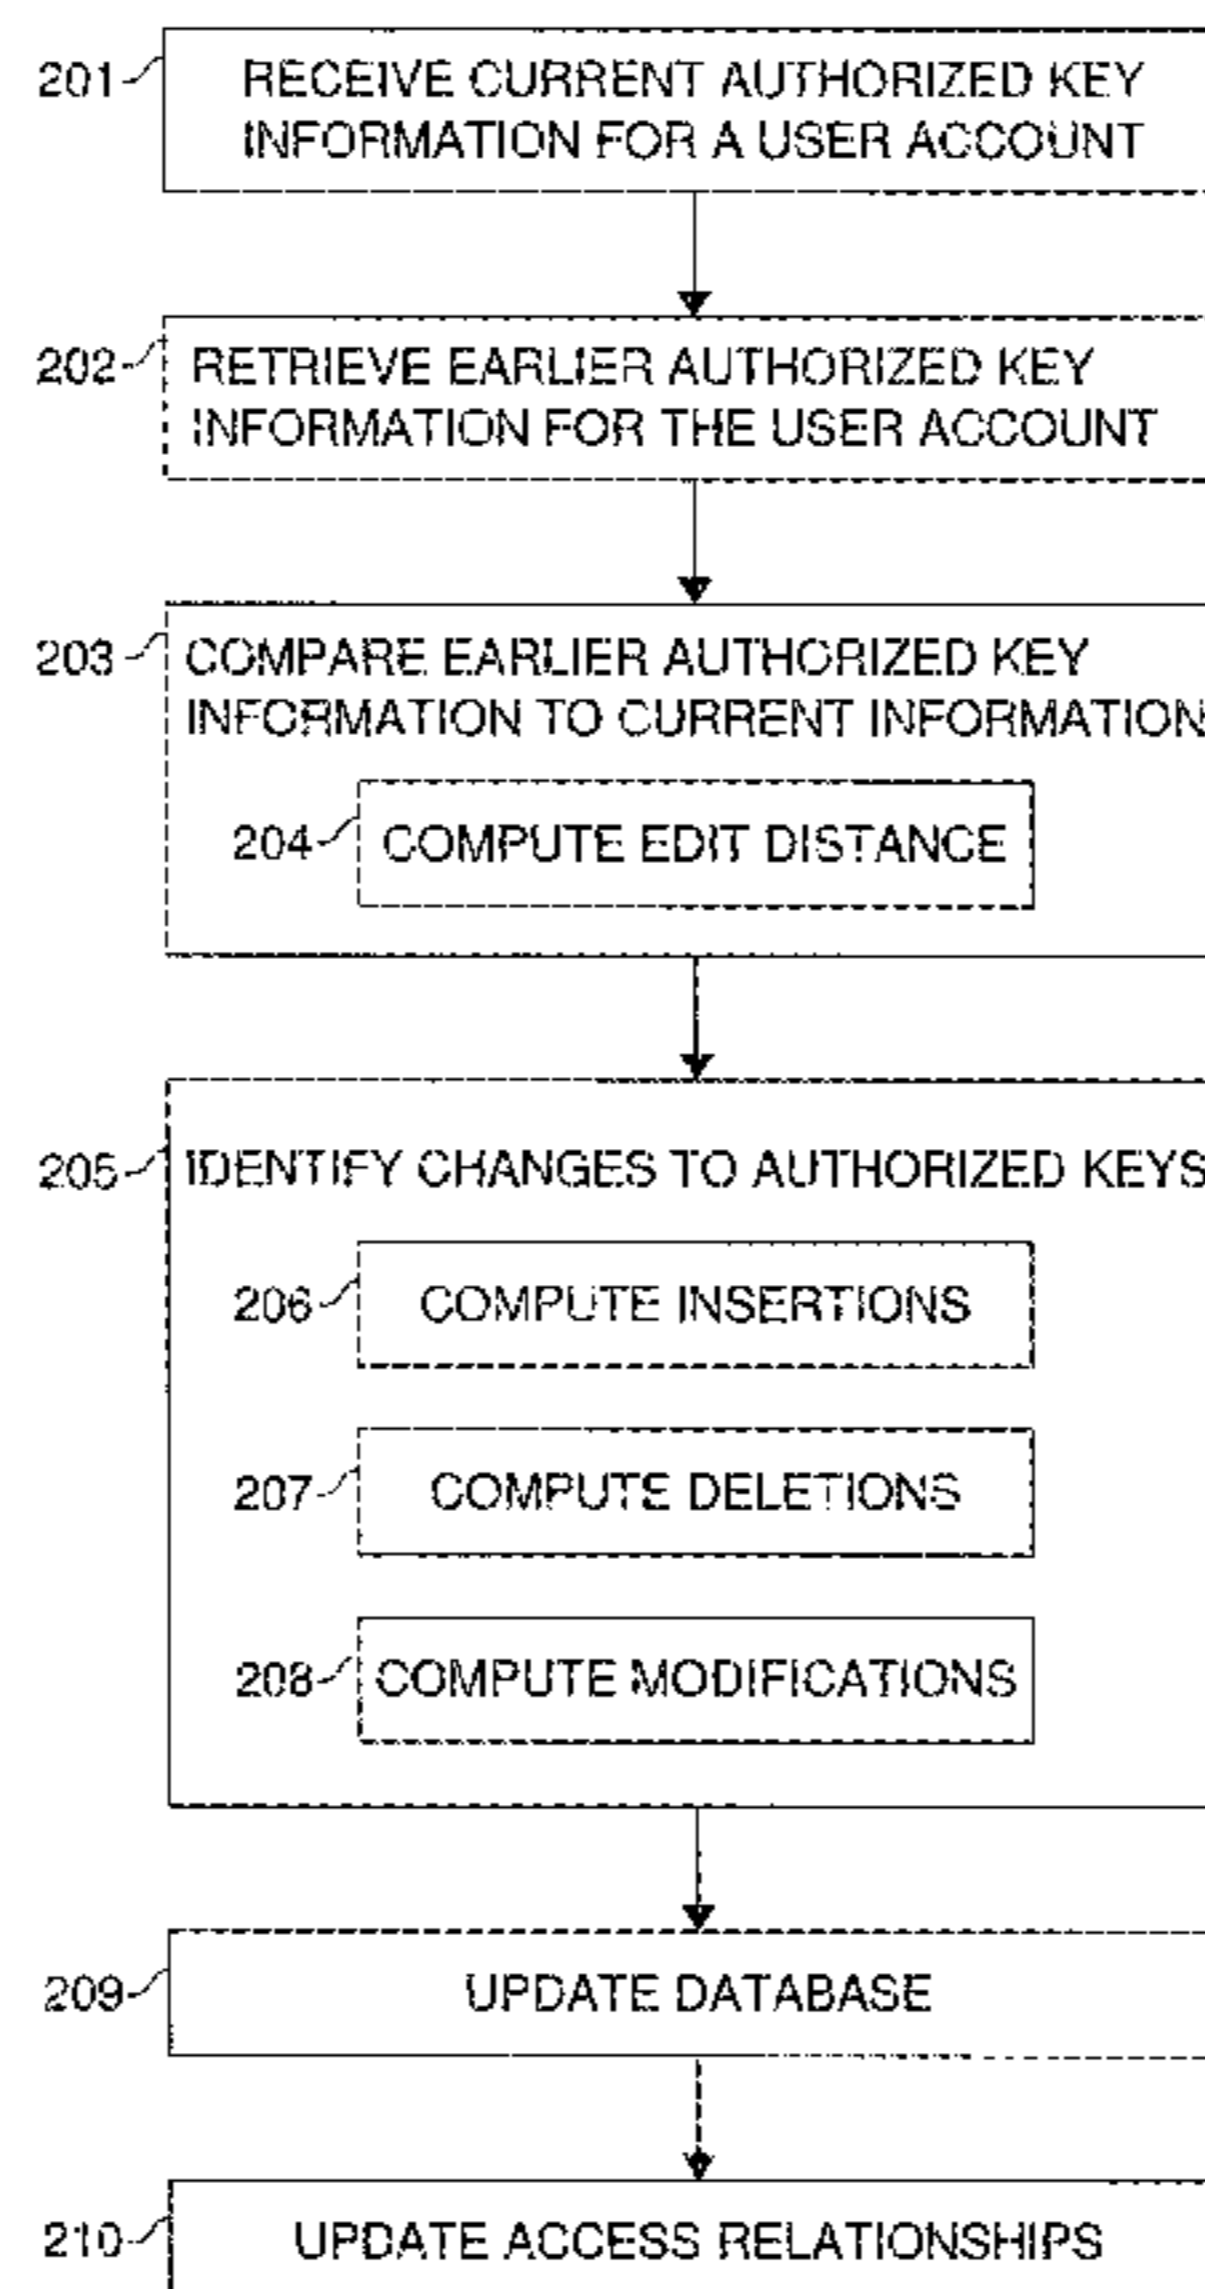 201 RECEIVE CURRENT AUTHORIZED KEY
INFORMATION FOR A USER ACCOUNT
202 RETRIEVE EARLIER AUTHORIZED KEY
INFORMATION FOR THE USER ACCOUNT
203 COMPARE EARLIER AUTHORIZED KEY
INFORMATION TO CURRENT INFORMATION
204 COMPUTE EDIT DISTANCE
205 IDENTIFY CHANGES TO AUTHORIZED KEYS
206 COMPUTE INSERTIONS
207 COMPUTE DELETIONS
208 COMPUTE MODIFICATIONS
209 UPDATE DATABASE
210 UPDATE ACCESS RELATIONSHIPS